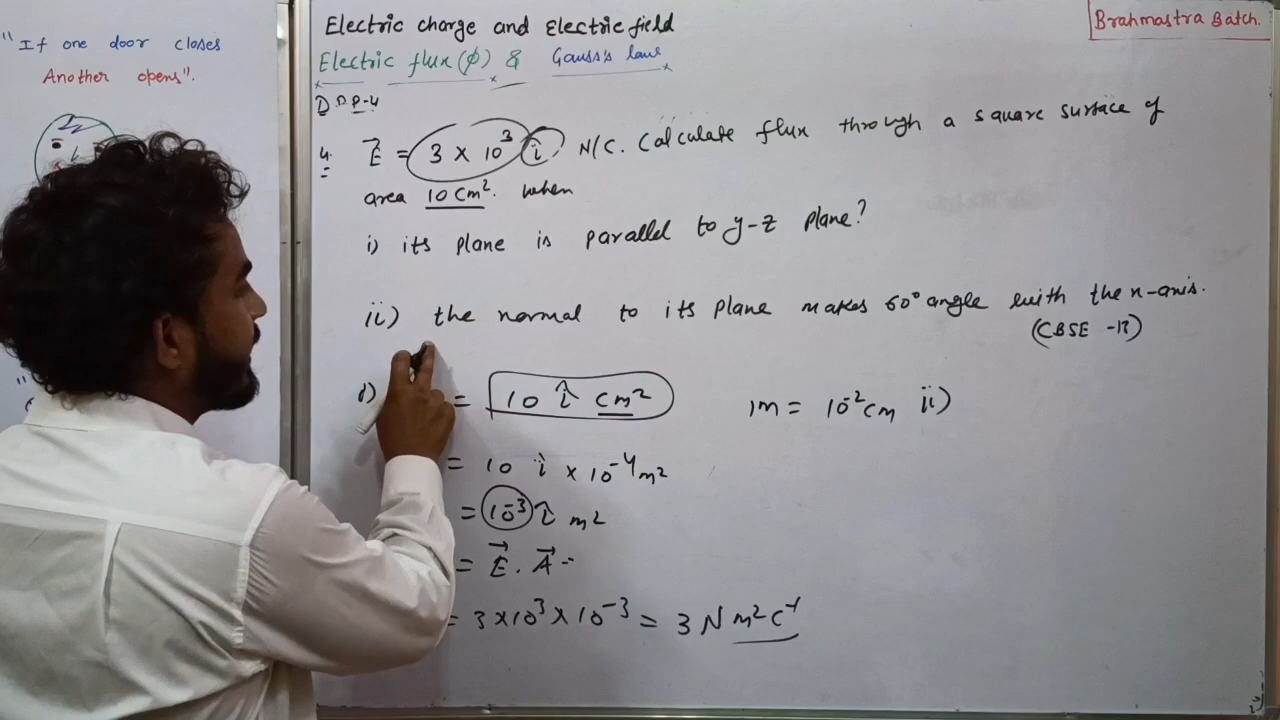 "If one door closes
Another opens".
Electric charge and Electric field
Brahmastra Batch.
Electric flux (φ) & Gauss's law
D.P.P-4
4. E⃗ = 3 × 10³ î N/C. Calculate flux through a square surface of
area 10 cm². when
i) its plane is parallel to y-z plane?
ii) the normal to its plane makes 60° angle with the x-axis.
(CBSE -13)
= 10 î cm² 1m = 10⁻² cm ii)
= 10 î × 10⁻⁴ m²
= 10⁻³ î m²
= E⃗ . A⃗
= 3×10³ × 10⁻³ = 3 N m² C⁻¹